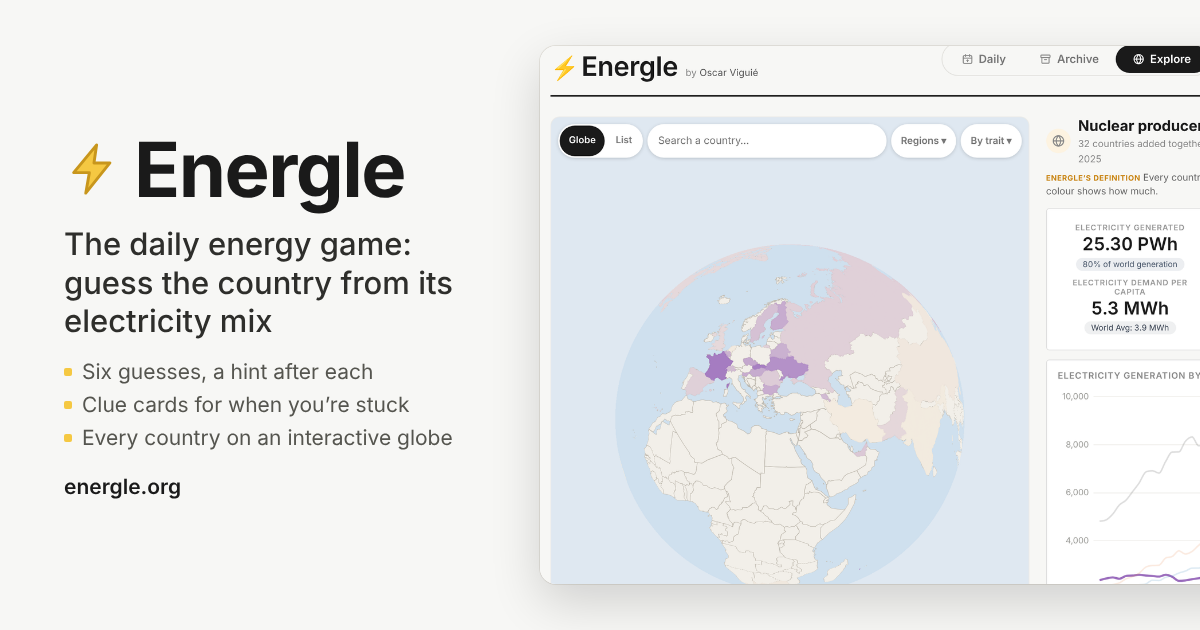 Energle
The daily energy game:
guess the country from its
electricity mix
Six guesses, a hint after each
Clue cards for when you’re stuck
Every country on an interactive globe
energle.org
Energle by Oscar Viguié
Daily
Archive
Explore
Globe
List
Search a country...
Regions ▾
By trait ▾
Nuclear producer
32 countries added togethe
2025
ENERGLE'S DEFINITION Every countr
colour shows how much.
ELECTRICITY GENERATED
25.30 PWh
80% of world generation
ELECTRICITY DEMAND PER
CAPITA
5.3 MWh
World Avg: 3.9 MWh
ELECTRICITY GENERATION BY
10,000
8,000
6,000
4,000